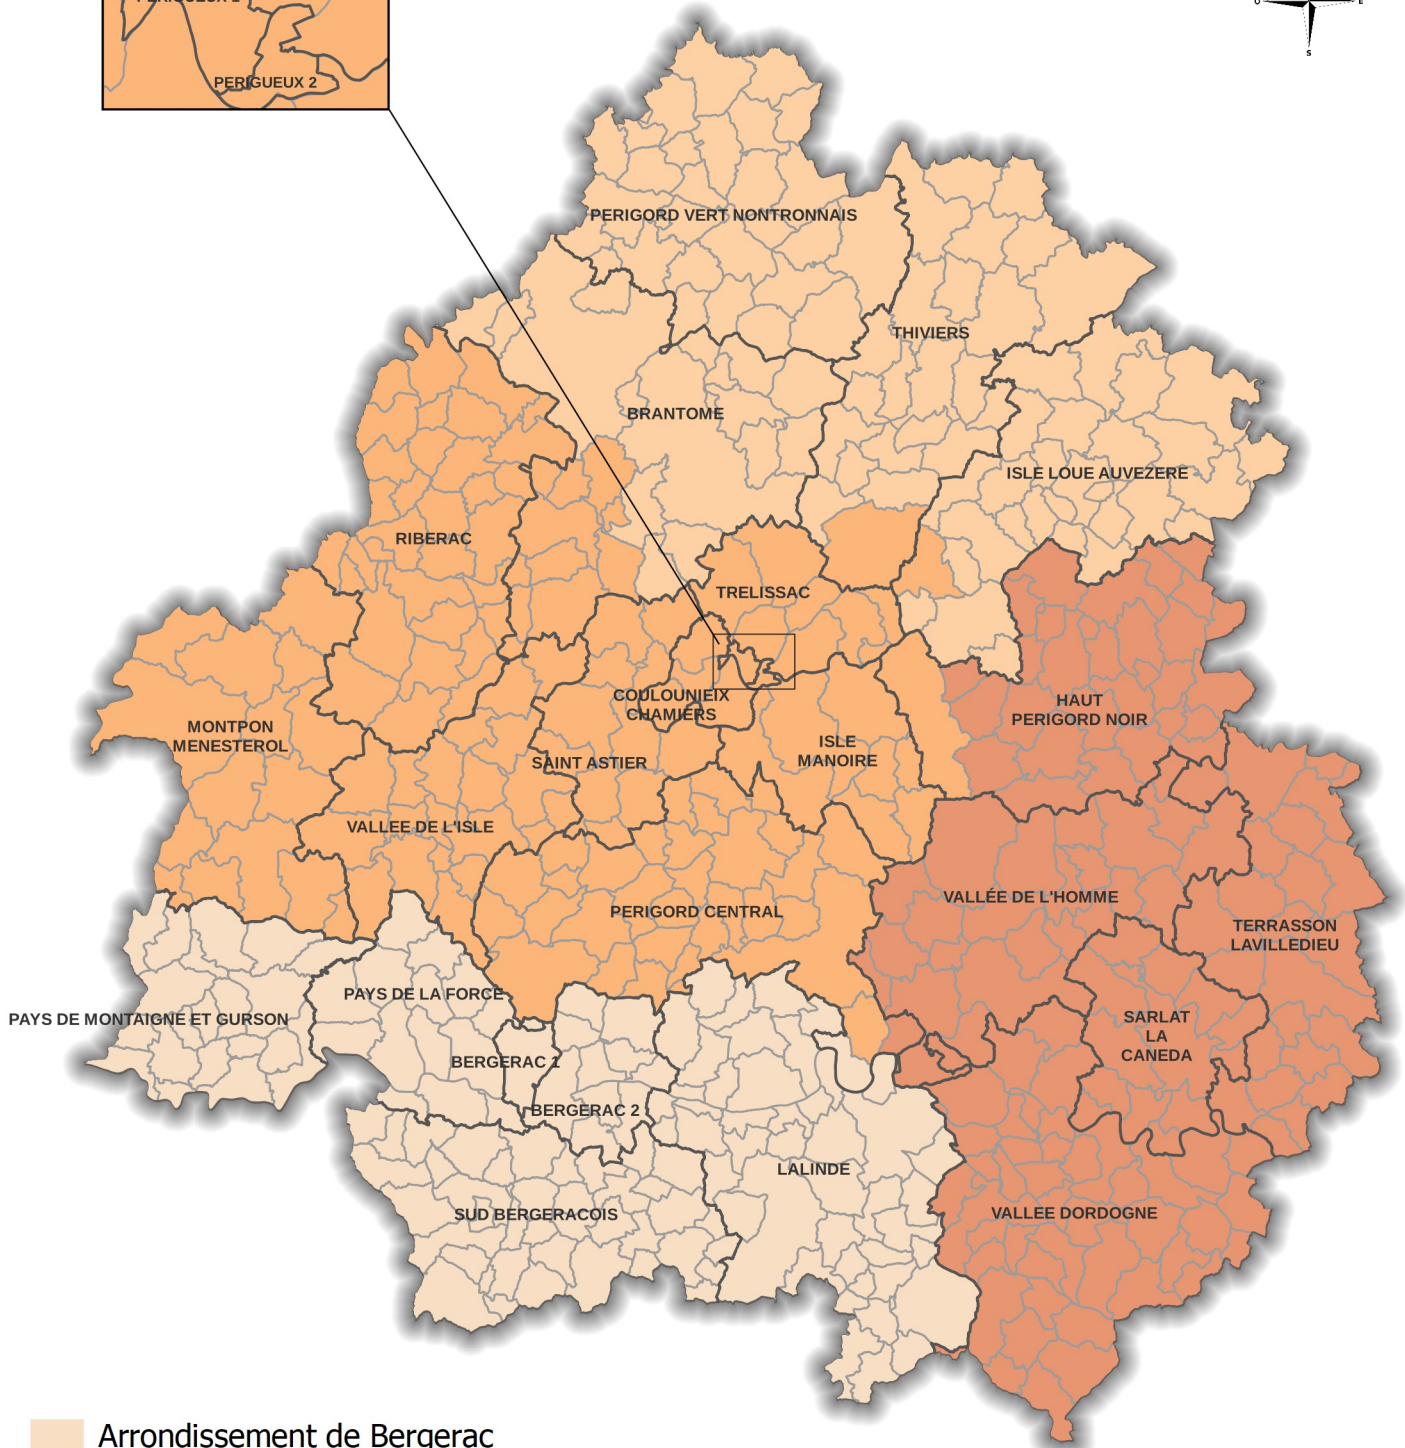 PERIGUEUX 2
O
E
S
PERIGORD VERT NONTRONNAIS
THIVIERS
BRANTOME
ISLE LOUE AUVEZERE
RIBERAC
TRELISSAC
COULOUNIEIX
CHAMIERS
HAUT
PERIGORD NOIR
MONTPON
MENESTEROL
ISLE
MANOIRE
SAINT ASTIER
VALLEE DE L'ISLE
VALLÉE DE L'HOMME
PERIGORD CENTRAL
TERRASSON
LAVILLEDIEU
PAYS DE LA FORCE
PAYS DE MONTAIGNE ET GURSON
SARLAT
LA
CANEDA
BERGERAC 1
BERGERAC 2
LALINDE
SUD BERGERACOIS
VALLEE DORDOGNE
Arrondissement de Bergerac